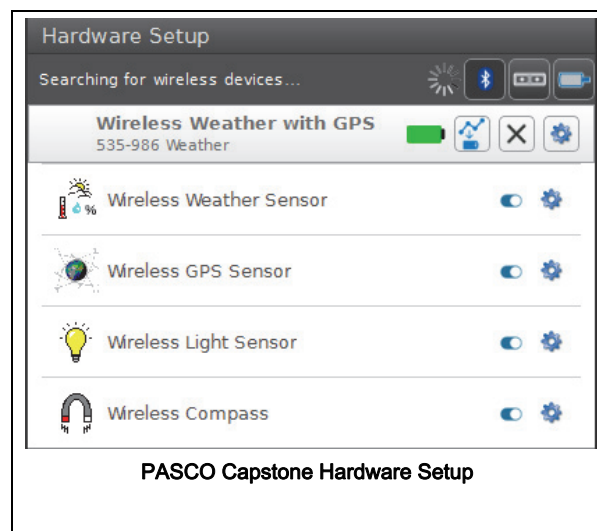 Hardware Setup
Searching for wireless devices...
Wireless Weather with GPS
535-986 Weather
%
Wireless Weather Sensor
Wireless GPS Sensor
Wireless Light Sensor
Wireless Compass
PASCO Capstone Hardware Setup